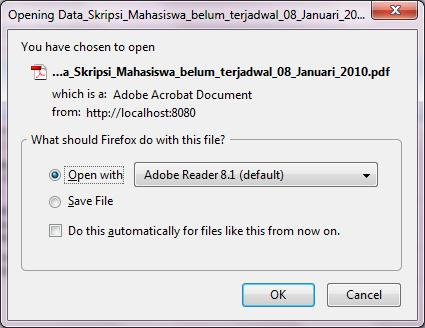 Opening Data_Skripsi_Mahasiswa_belum_terjadwal_08_Januari_20...
You have chosen to open
...a_Skripsi_Mahasiswa_belum_terjadwal_08_Januari_2010.pdf
which is a: Adobe Acrobat Document
from: http://localhost:8080
What should Firefox do with this file?
Open with Adobe Reader 8.1 (default)
Save File
Do this automatically for files like this from now on.
OK Cancel